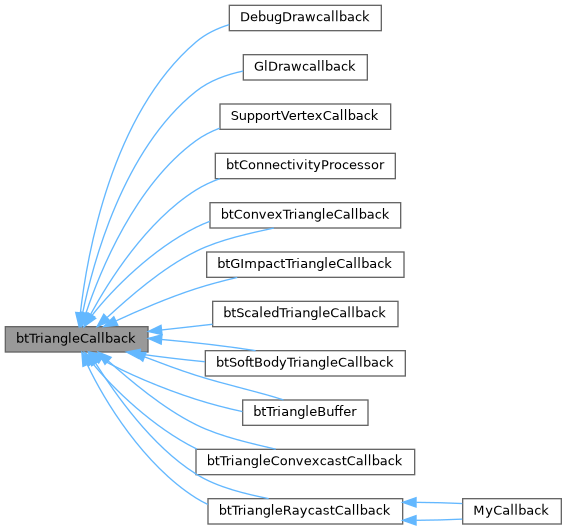 DebugDrawcallback
GlDrawcallback
SupportVertexCallback
btConnectivityProcessor
btConvexTriangleCallback
btGImpactTriangleCallback
btScaledTriangleCallback
btTriangleCallback
btSoftBodyTriangleCallback
btTriangleBuffer
btTriangleConvexcastCallback
btTriangleRaycastCallback
MyCallback